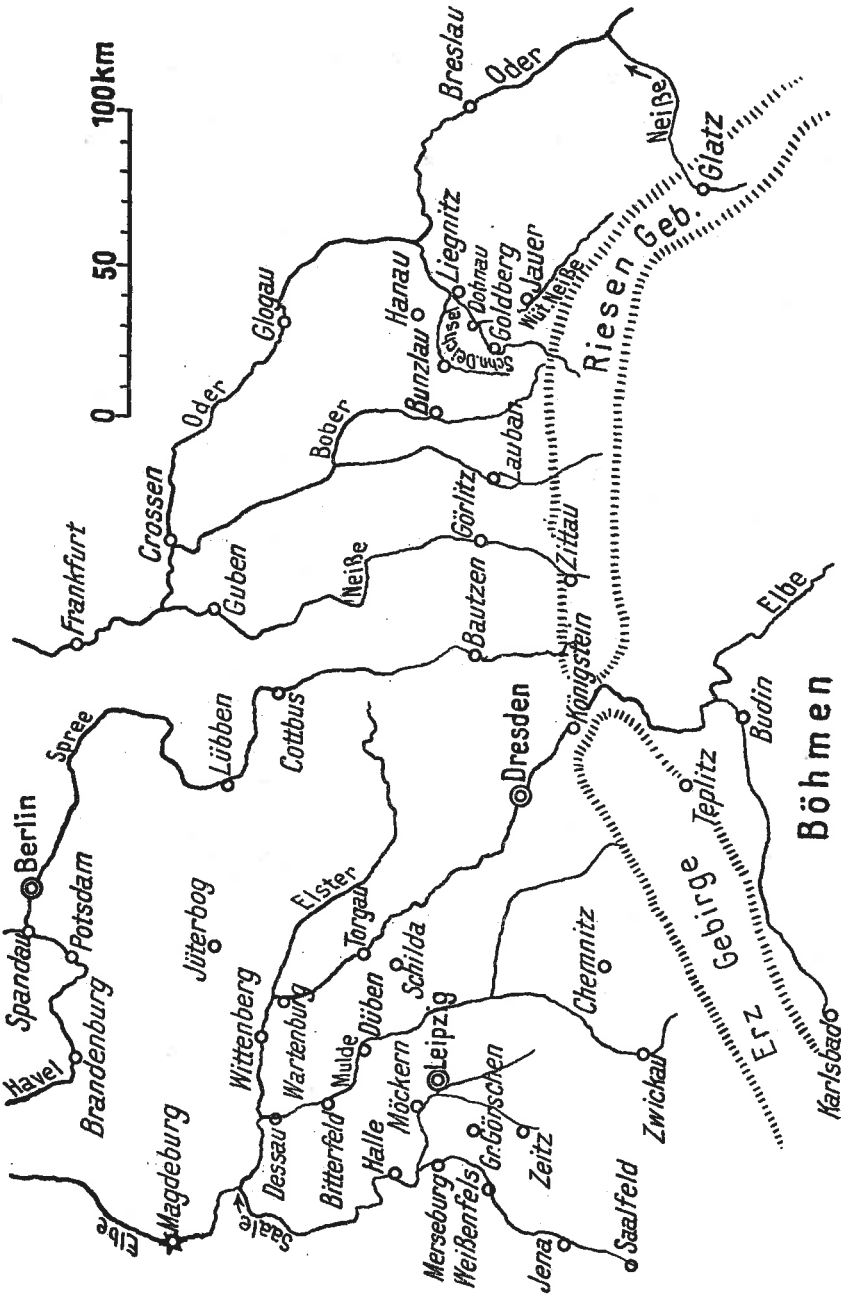 Elbe
Magdeburg
Havel
Brandenburg
Spandau
Potsdam
Berlin
Spree
Frankfurt
0 50 100km
Crossen
Oder
Glogau
Jüterbog
Lübben
Guben
Cottbus
Saale
Wittenberg
Wartenburg
Elster
Dessau
Mulde
Bitterfeld
Düben
Torgau
Schilda
Neiße
Bober
Hanau
Bunzlau
Breslau
Oder
Halle
Möckern
Leipzig
Liegnitz
Dohnau
Schn.Deichsel
Goldberg
Jauer
Wüt.Neiße
Merseburg
Weißenfels
Gr.Görschen
Zeitz
Dresden
Bautzen
Görlitz
Lauban
Jena
Saalfeld
Chemnitz
Zwickau
Königstein
Zittau
Riesen Geb.
Neiße
Glatz
Erz Gebirge
Teplitz
Budin
Elbe
Karlsbad
Böhmen